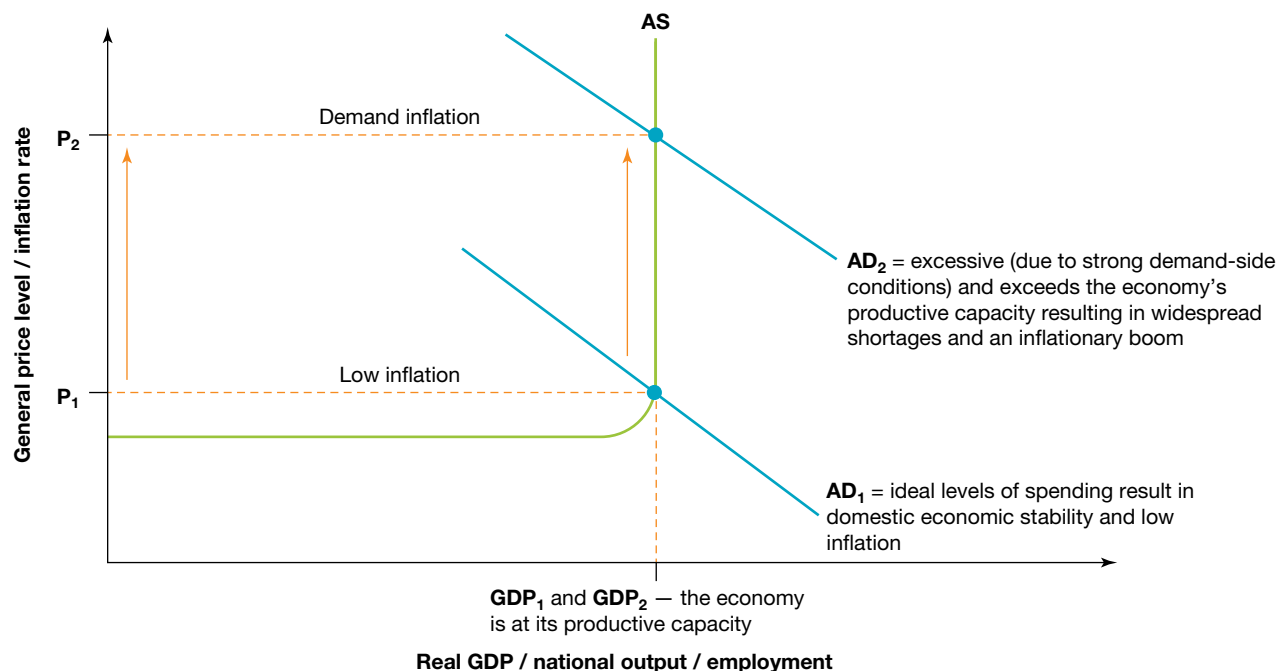 AS
Demand inflation
P₂
General price level / inflation rate
AD₂ = excessive (due to strong demand-side
conditions) and exceeds the economy’s
productive capacity resulting in widespread
shortages and an inflationary boom
Low inflation
P₁
AD₁ = ideal levels of spending result in
domestic economic stability and low
inflation
GDP₁ and GDP₂ — the economy
is at its productive capacity
Real GDP / national output / employment